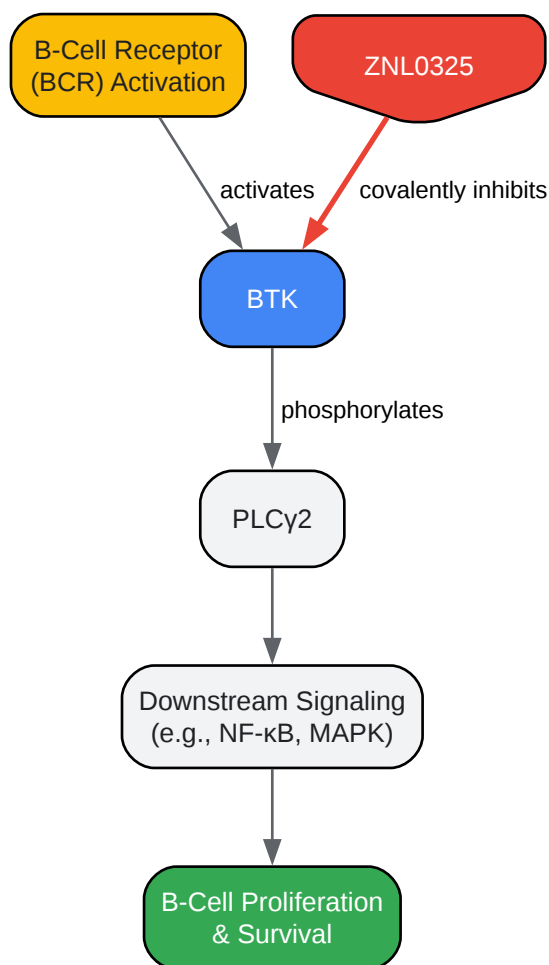 B-Cell Receptor
(BCR) Activation
ZNL0325
activates
covalently inhibits
BTK
phosphorylates
PLCγ2
Downstream Signaling
(e.g., NF-κB, MAPK)
B-Cell Proliferation
& Survival